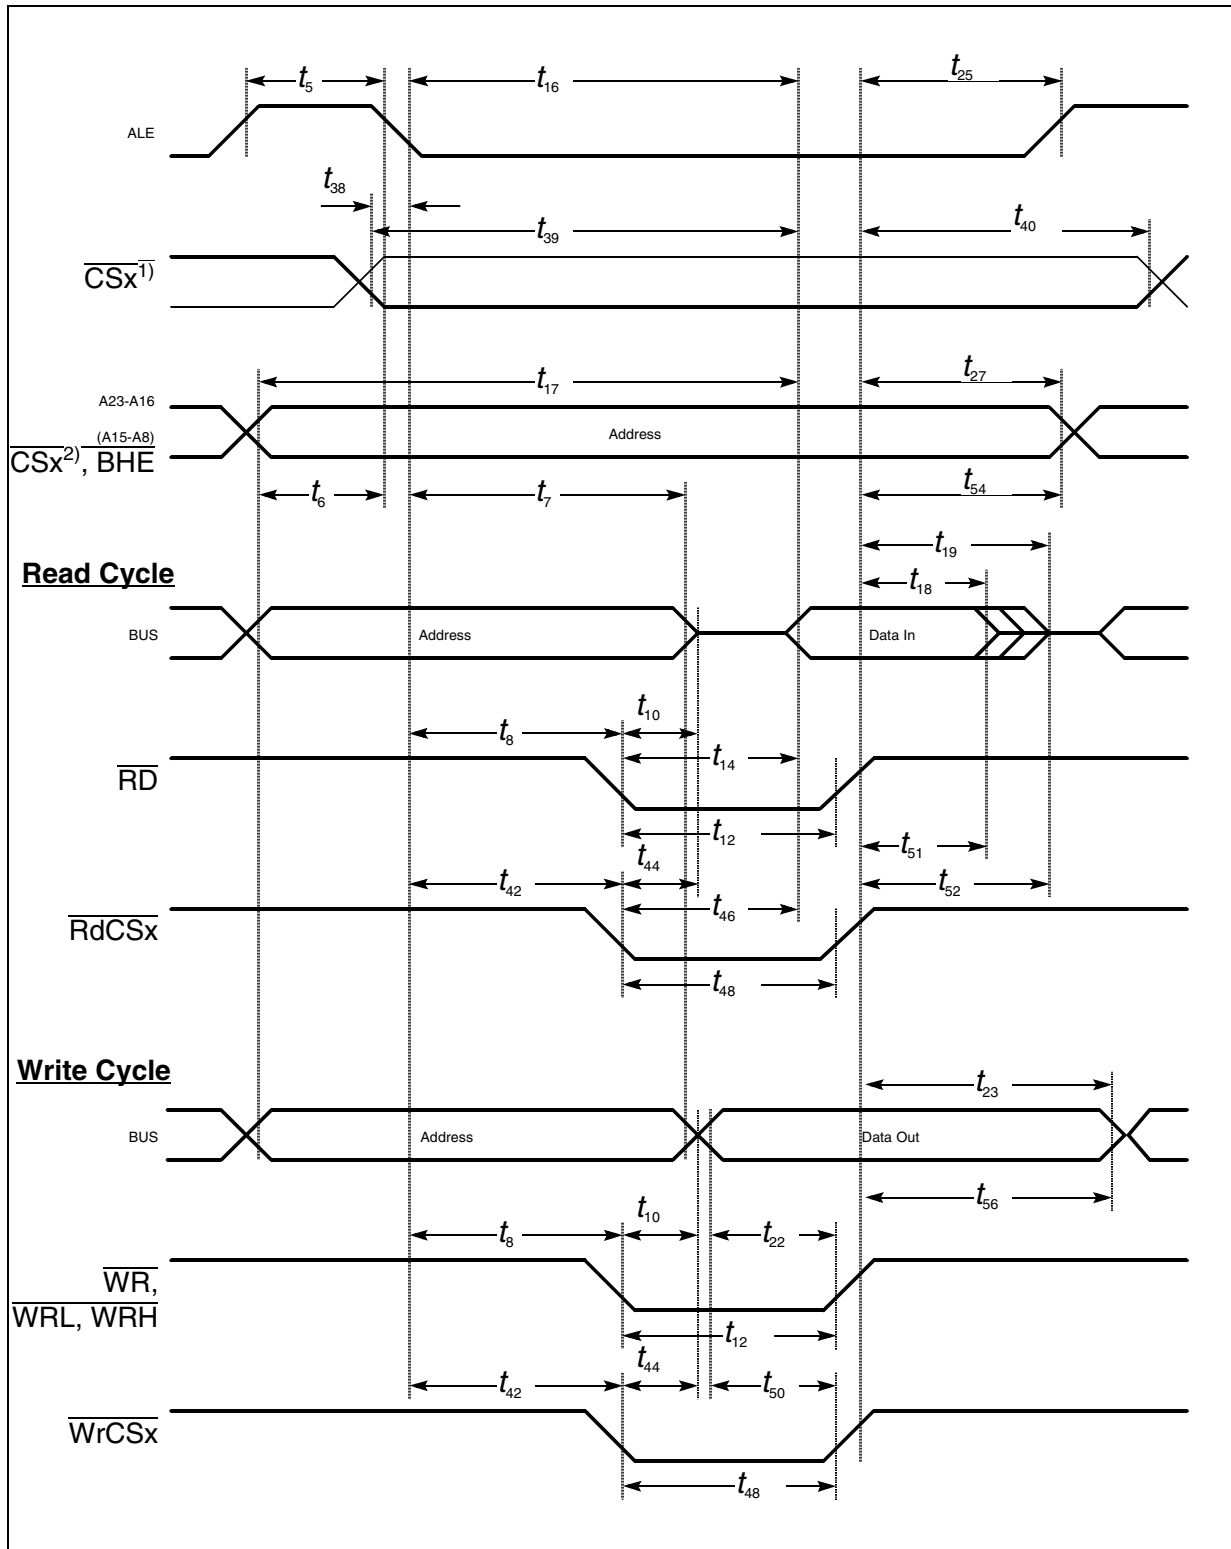 t5 t16 t25
ALE
t38
t39 t40
CSx1)
t17 t27
A23-A16
(A15-A8)
Address
CSx2), BHE
t6 t7 t54
t19
Read Cycle
t18
BUS Address Data In
t10
t8
t14
RD
t12
t51
t44
t42 t52
t46
RdCSx
t48
Write Cycle
t23
BUS Address Data Out
t56
t10
t8 t22
WR,
WRL, WRH
t12
t44
t42 t50
WrCSx
t48